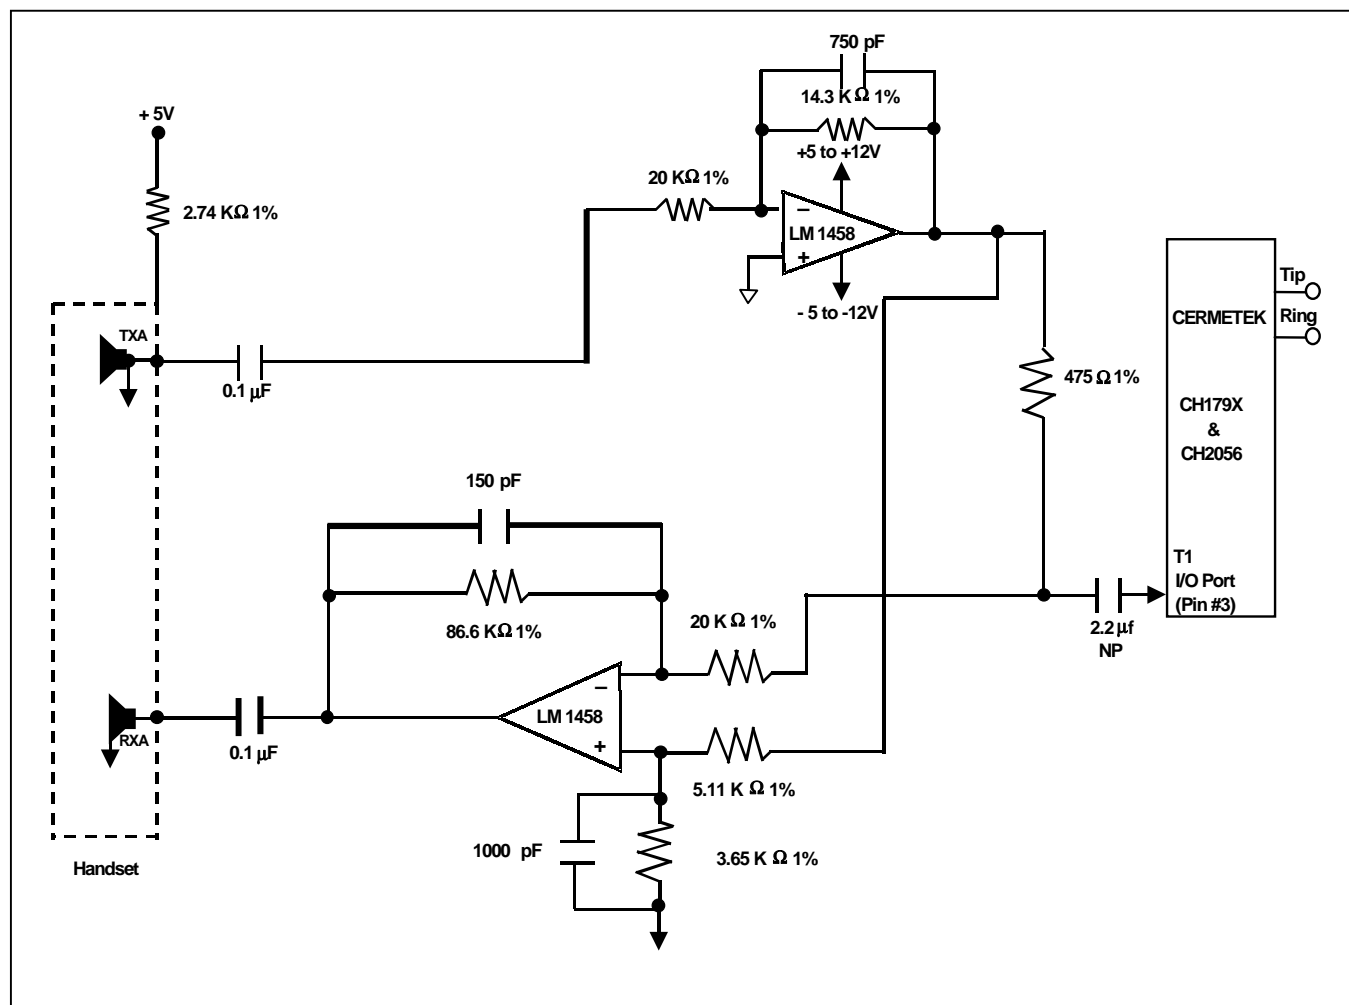 750 pF
14.3 K Ω 1%
+ 5V
+5 to +12V
20 KΩ 1%
2.74 KΩ 1%
–
LM 1458
+
Tip
- 5 to -12V
CERMETEK
Ring
TXA
0.1 µF
475 Ω 1%
CH179X
&
CH2056
150 pF
T1
I/O Port
(Pin #3)
86.6 KΩ 1%
20 K Ω 1%
2.2 µf
NP
–
LM 1458
+
RXA
0.1 µF
5.11 K Ω 1%
1000 pF
3.65 K Ω 1%
Handset